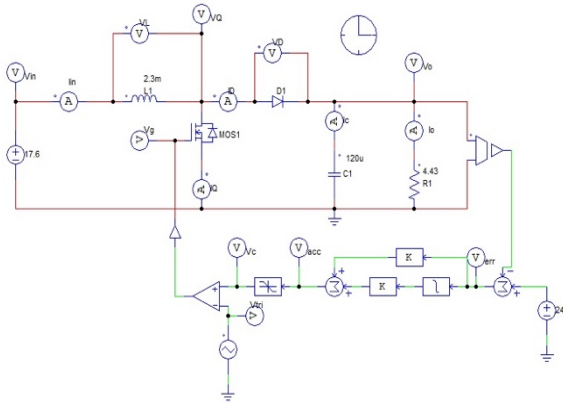 V
VL
V
VQ
V
Vin
Iin
A
2.3m
L1
V
VD
ID
A
D1
V
Vo
17.6
Vg
V
MOS1
IQ
A
Ic
A
120u
C1
Io
A
4.43
R1
V
Vc
V
Vacc
K
V
Verr
K
Σ
Σ
Vtri
V
24